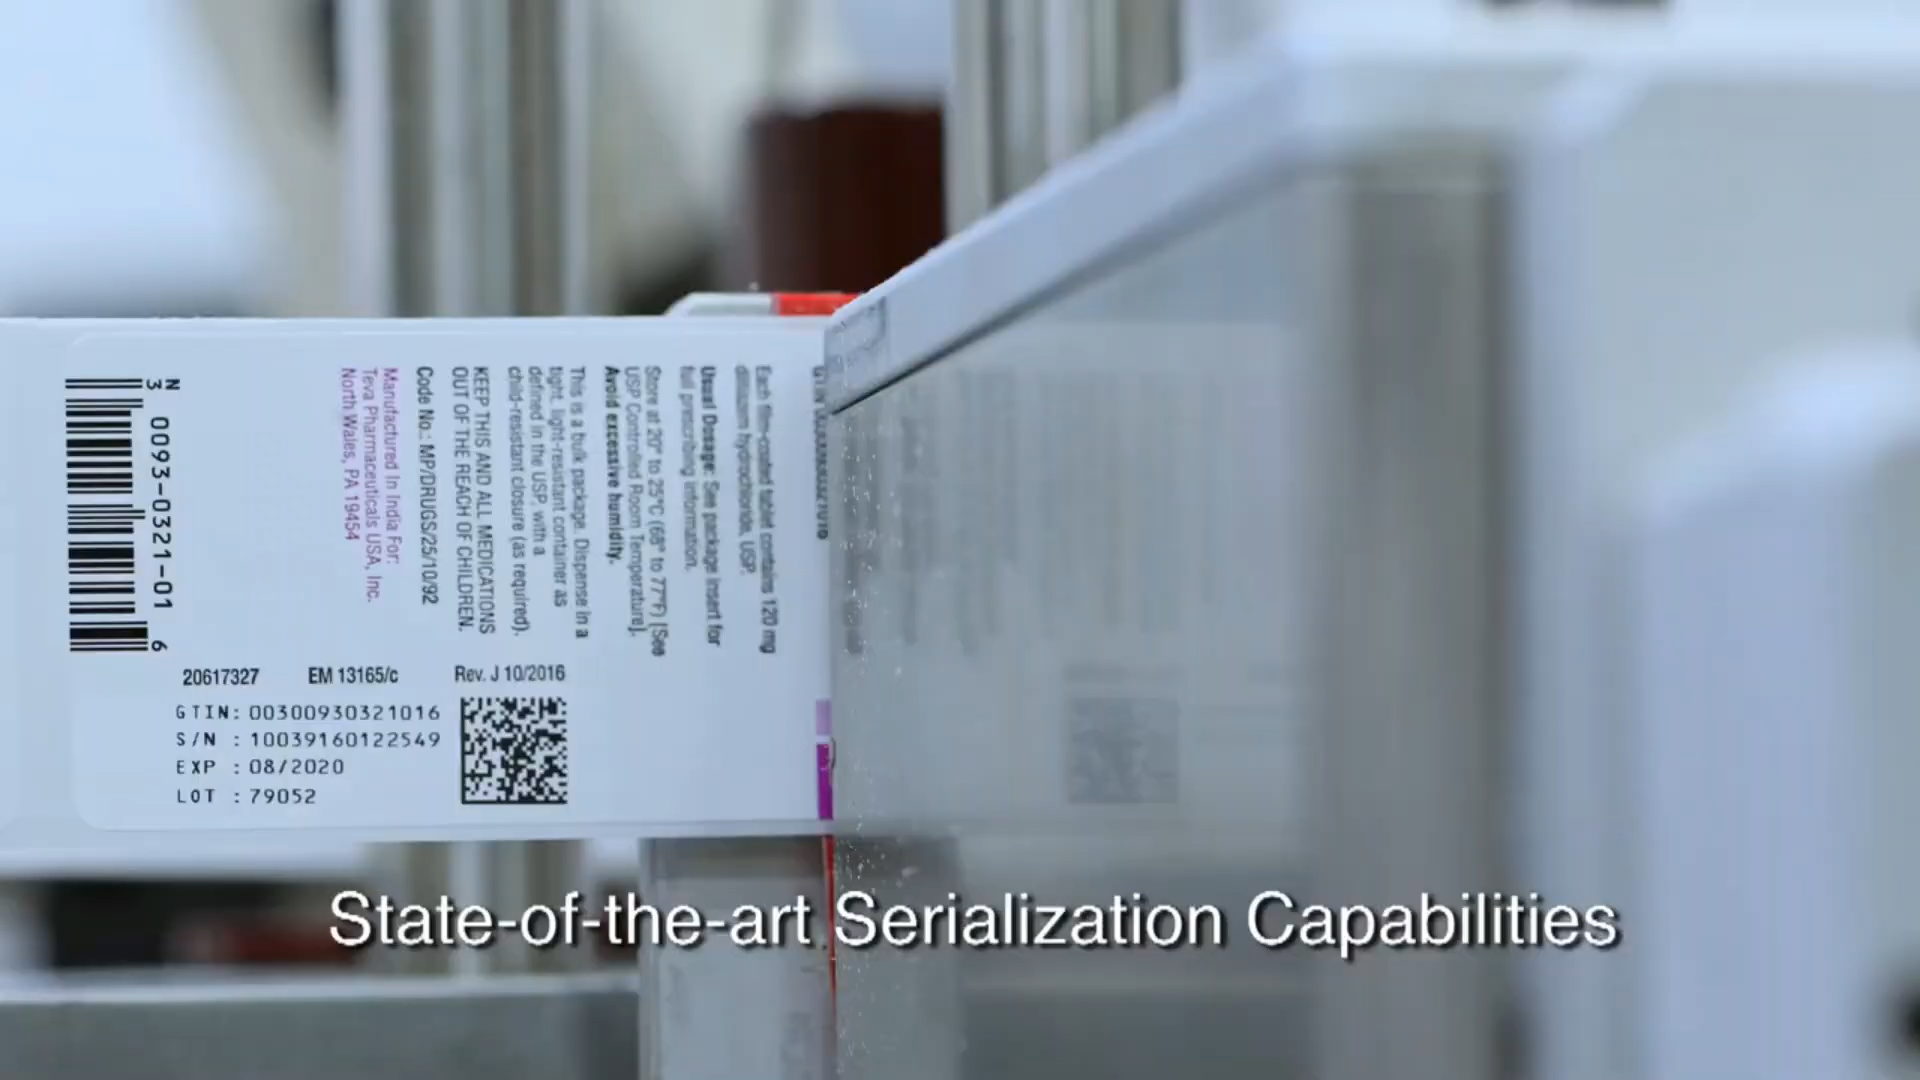 Each film-coated tablet contains 120 mg
diltiazem hydrochloride, USP.
Usual Dosage: See package insert for
full prescribing information.
Store at 20° to 25°C (68° to 77°F) [See
USP Controlled Room Temperature].
Avoid excessive humidity.
This is a bulk package. Dispense in a
tight, light-resistant container as
defined in the USP, with a
child-resistant closure (as required).
KEEP THIS AND ALL MEDICATIONS
OUT OF THE REACH OF CHILDREN.
Code No.: MP/DRUGS/25/10/92
Manufactured In India For:
Teva Pharmaceuticals USA, Inc.
North Wales, PA 19454
N
3 0093-0321-01 6
20617327 EM 13165/c Rev. J 10/2016
GTIN: 00300930321016
S/N : 10039160122549
EXP : 08/2020
LOT : 79052
State-of-the-art Serialization Capabilities